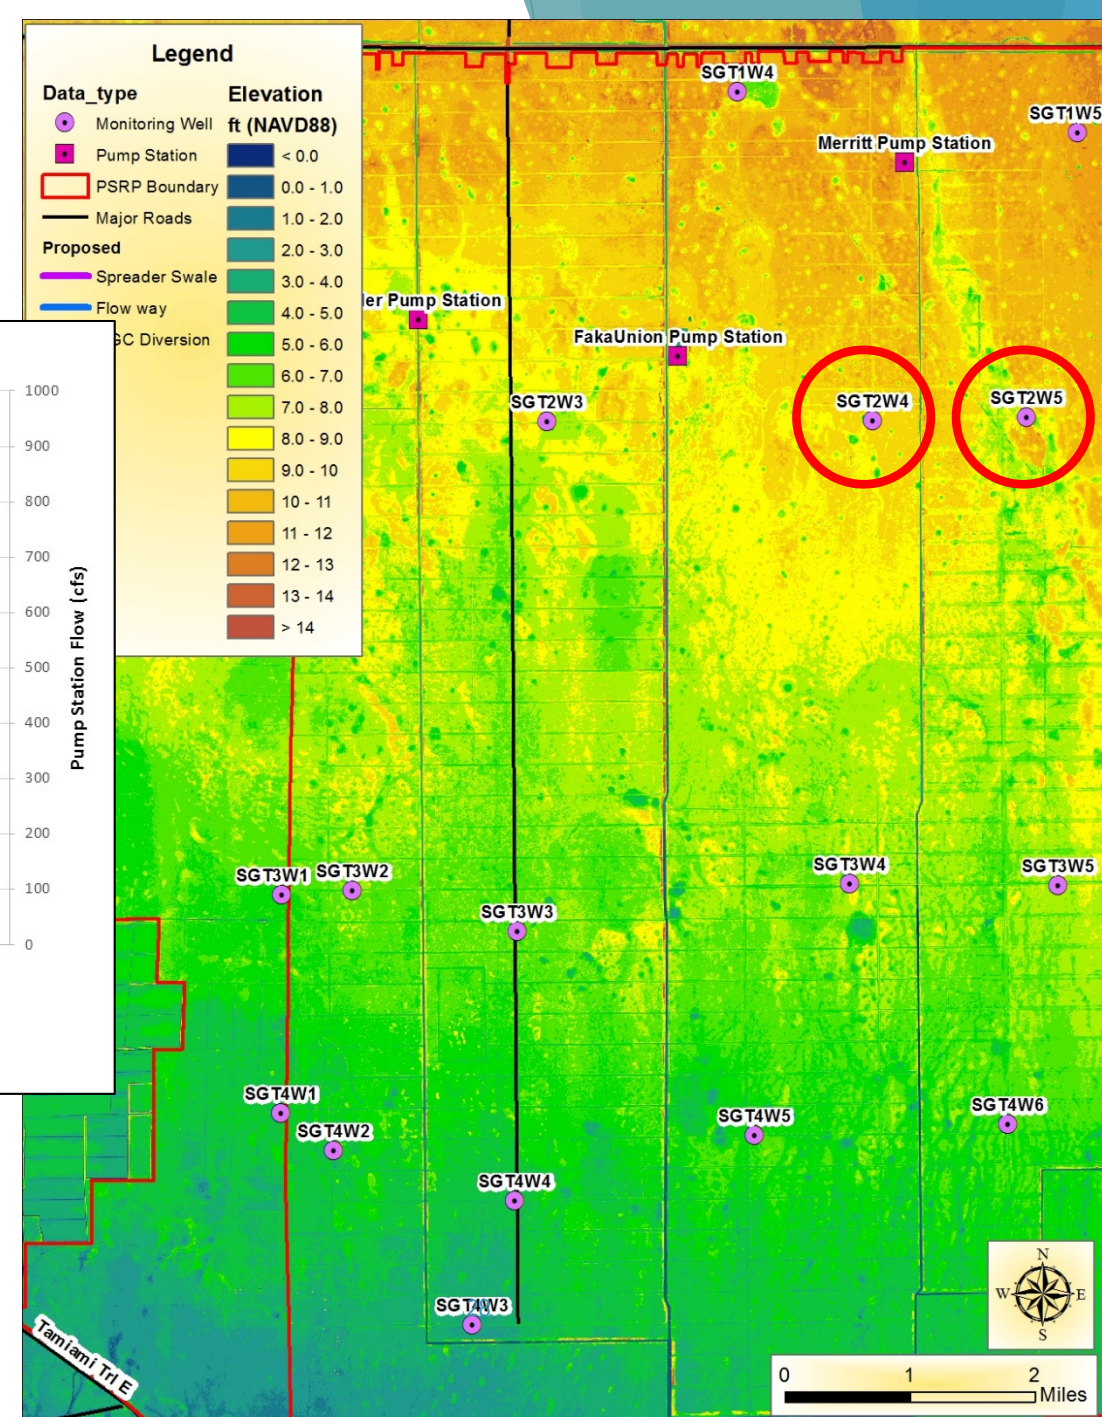 Legend
Data_type
Monitoring Well
Pump Station
PSRP Boundary
Major Roads
Proposed
Spreader Swale
Flow way
GC Diversion
Elevation
ft (NAVD88)
< 0.0
0.0 - 1.0
1.0 - 2.0
2.0 - 3.0
3.0 - 4.0
4.0 - 5.0
5.0 - 6.0
6.0 - 7.0
7.0 - 8.0
8.0 - 9.0
9.0 - 10
10 - 11
11 - 12
12 - 13
13 - 14
> 14
SGT1W4
SGT1W5
Merritt Pump Station
ler Pump Station
FakaUnion Pump Station
SGT2W3
SGT2W4
SGT2W5
1000
900
800
700
600
500
400
300
200
100
0
Pump Station Flow (cfs)
SGT3W1
SGT3W2
SGT3W3
SGT3W4
SGT3W5
SGT4W1
SGT4W2
SGT4W4
SGT4W5
SGT4W6
SGT4W3
29
Tamiami Trl E
N
W
E
S
0
1
2
Miles